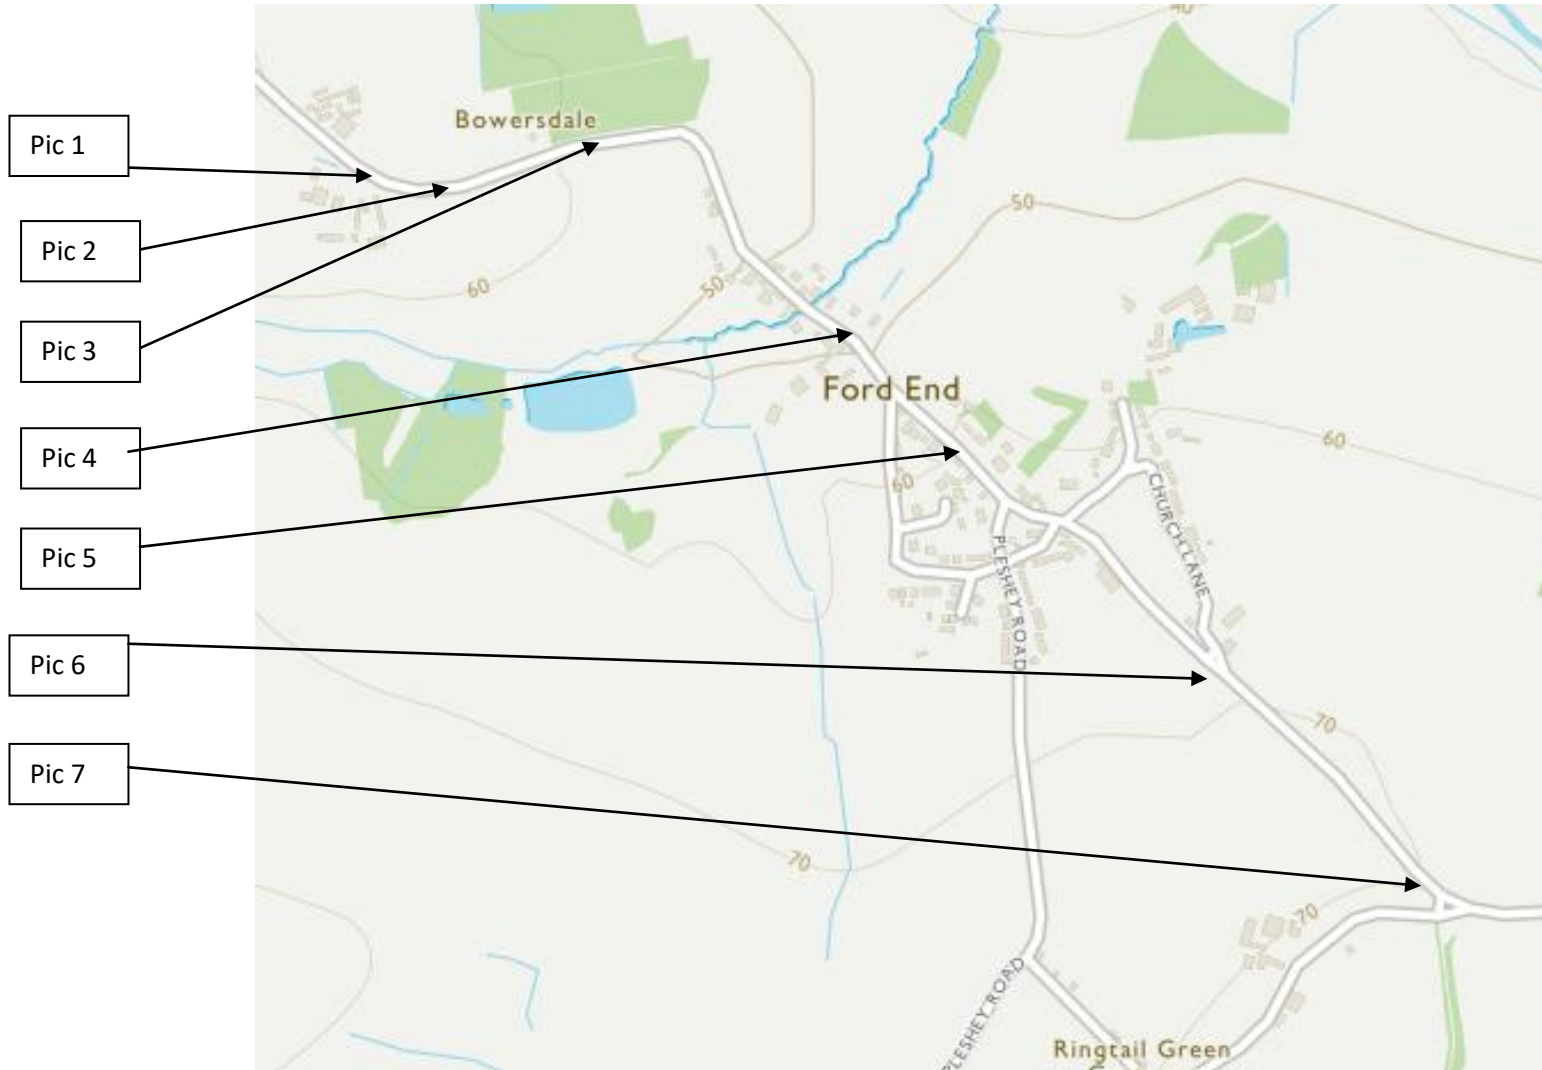 40
Pic 1
Bowersdale
Pic 2
50
60
50
Pic 3
Ford End
60
Pic 4
60
CHURCH LANE
Pic 5
PLESHEY ROAD
Pic 6
70
Pic 7
70
70
PLESHEY ROAD
Ringtail Green